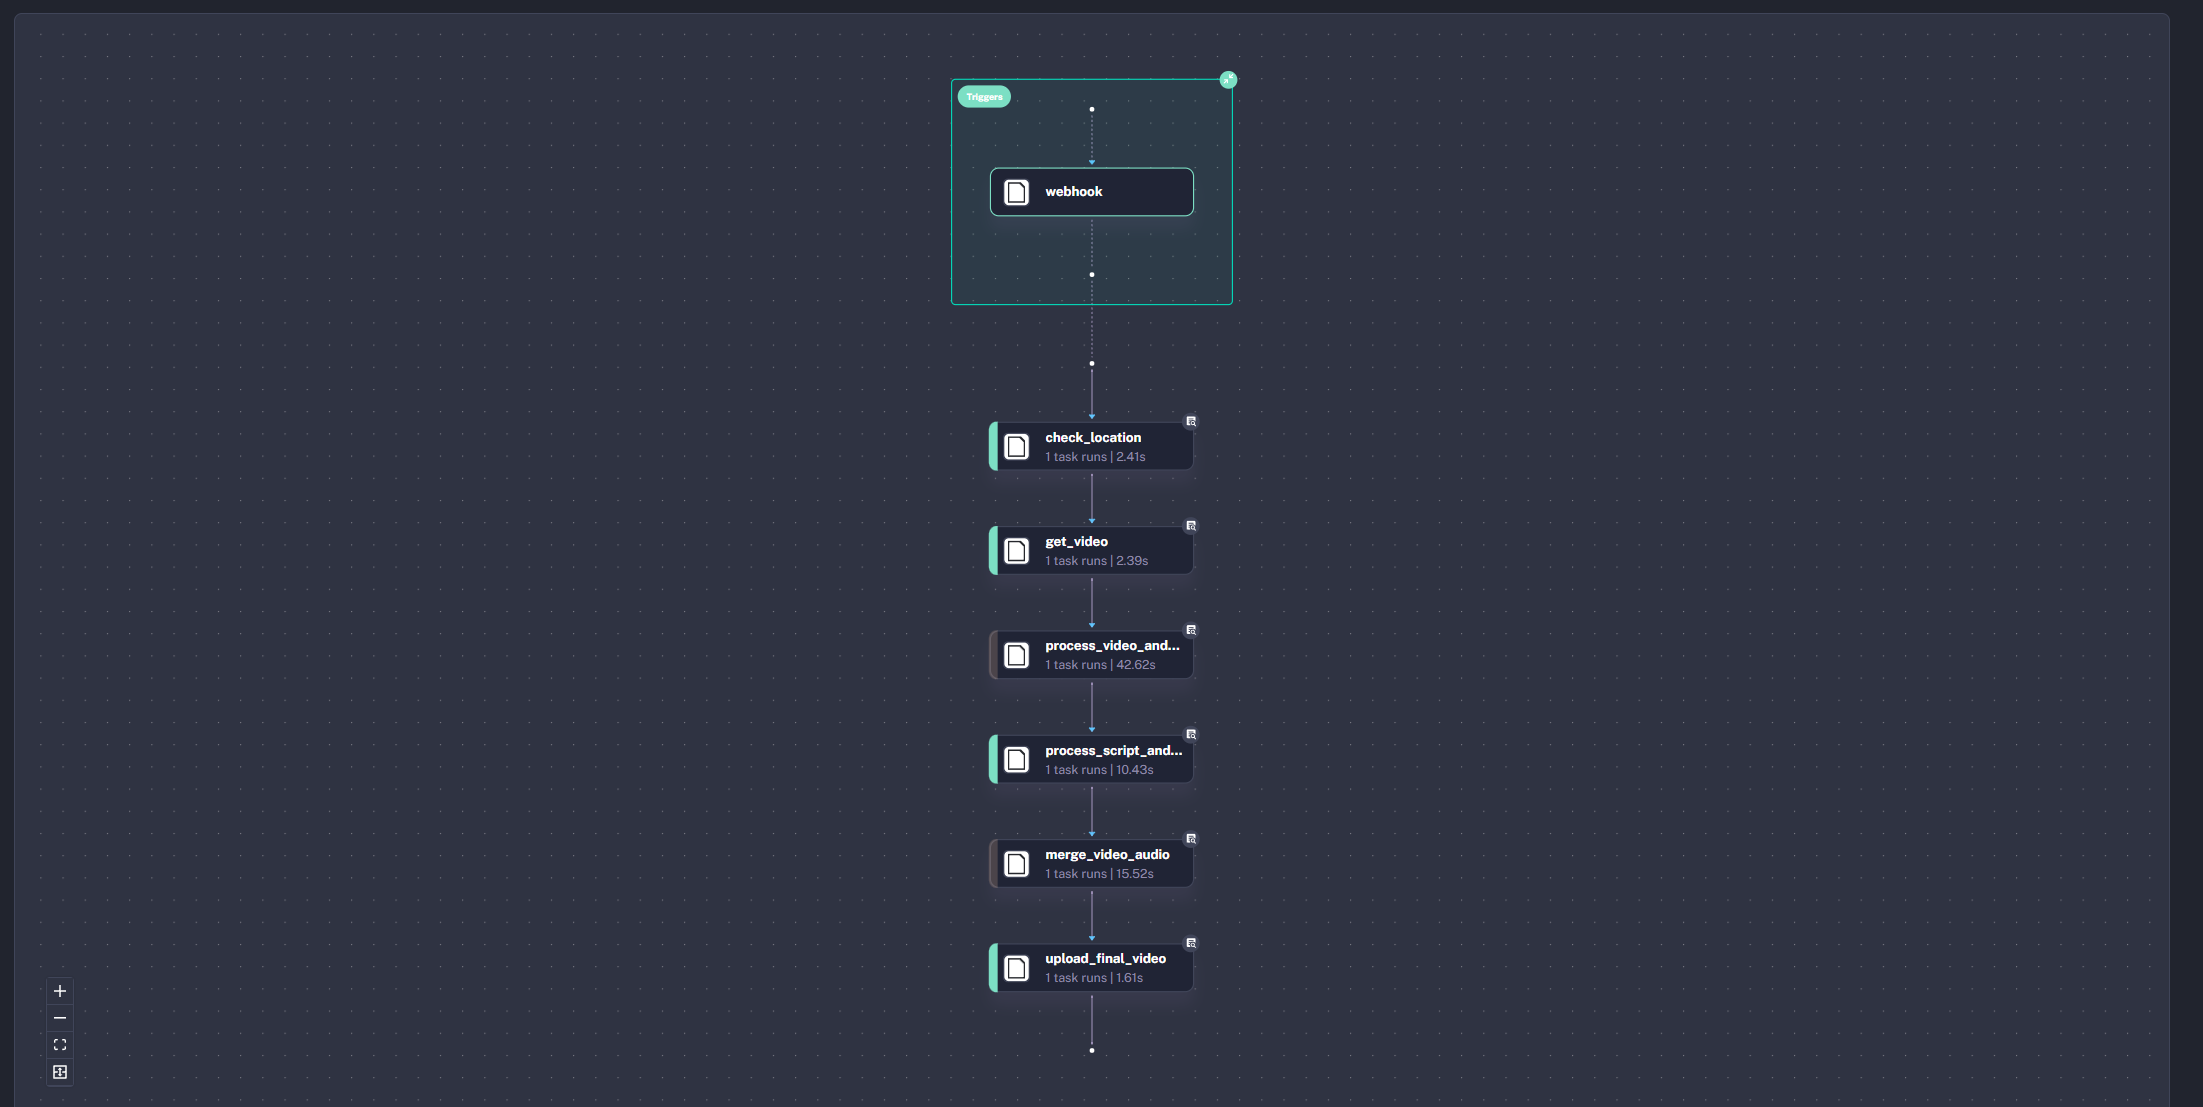 Triggers
webhook
check_location
1 task runs | 2.41s
get_video
1 task runs | 2.39s
process_video_and...
1 task runs | 42.62s
process_script_and...
1 task runs | 10.43s
merge_video_audio
1 task runs | 15.52s
upload_final_video
1 task runs | 1.61s